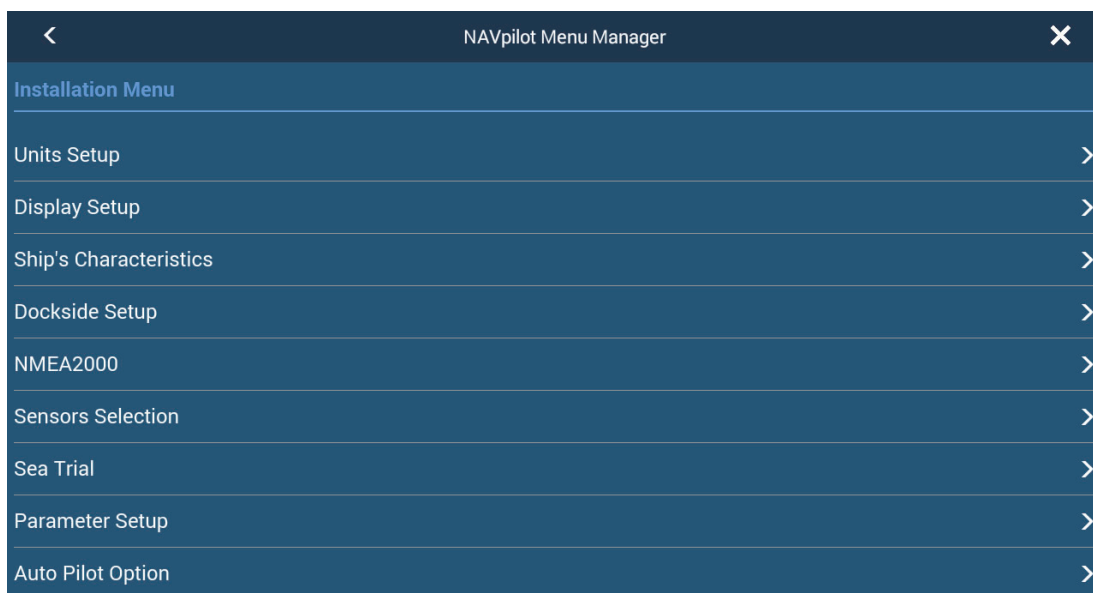 NAVpilot Menu Manager
Installation Menu
Units Setup
Display Setup
Ship's Characteristics
Dockside Setup
NMEA2000
Sensors Selection
Sea Trial
Parameter Setup
Auto Pilot Option